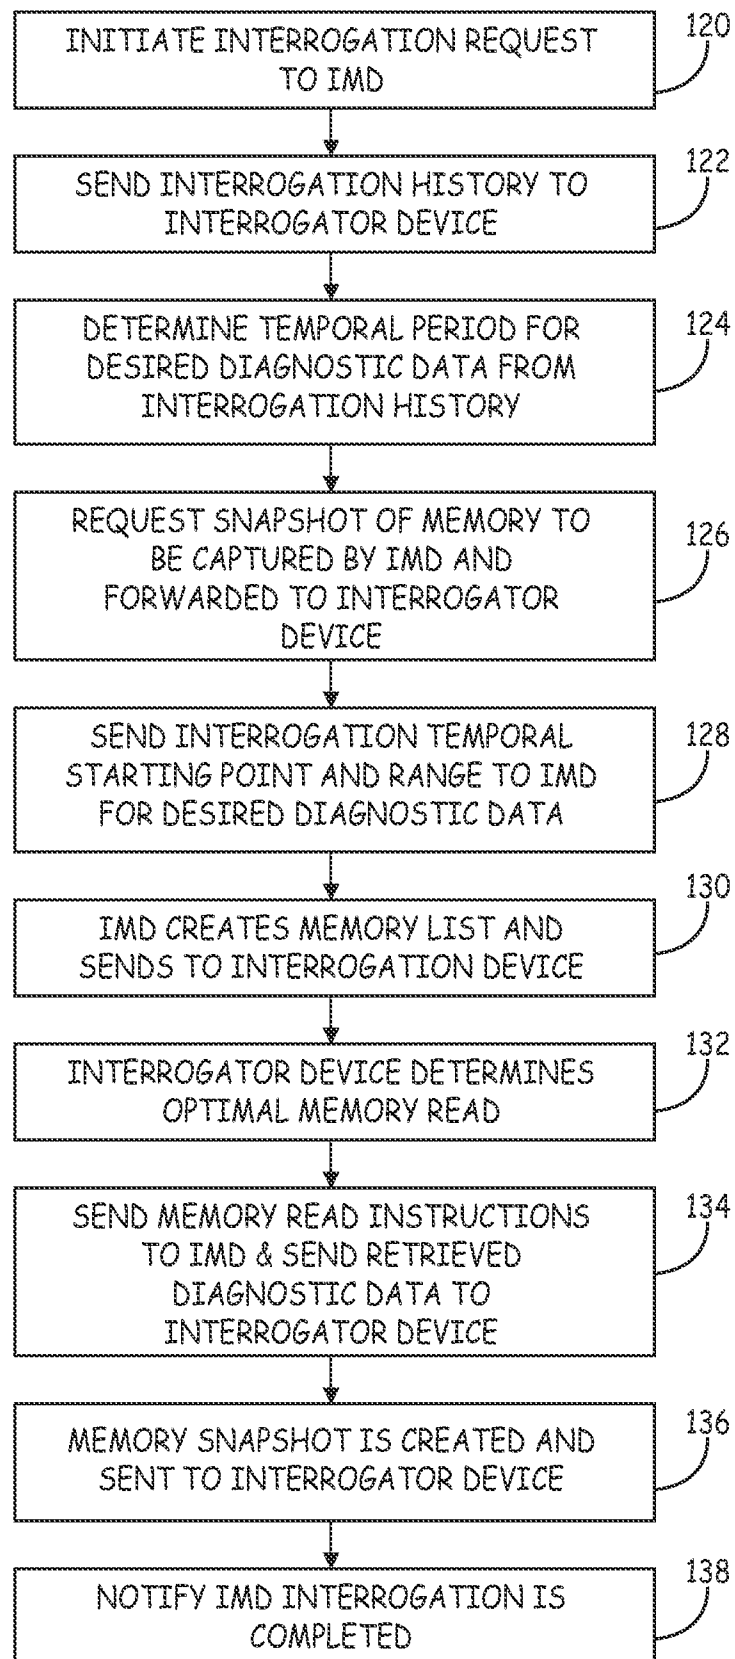 INITIATE INTERROGATION REQUEST
TO IMD
120
SEND INTERROGATION HISTORY TO
INTERROGATOR DEVICE
122
DETERMINE TEMPORAL PERIOD FOR
DESIRED DIAGNOSTIC DATA FROM
INTERROGATION HISTORY
124
REQUEST SNAPSHOT OF MEMORY TO
BE CAPTURED BY IMD AND
FORWARDED TO INTERROGATOR
DEVICE
126
SEND INTERROGATION TEMPORAL
STARTING POINT AND RANGE TO IMD
FOR DESIRED DIAGNOSTIC DATA
128
IMD CREATES MEMORY LIST AND
SENDS TO INTERROGATION DEVICE
130
INTERROGATOR DEVICE DETERMINES
OPTIMAL MEMORY READ
132
SEND MEMORY READ INSTRUCTIONS
TO IMD & SEND RETRIEVED
DIAGNOSTIC DATA TO
INTERROGATOR DEVICE
134
MEMORY SNAPSHOT IS CREATED AND
SENT TO INTERROGATOR DEVICE
136
NOTIFY IMD INTERROGATION IS
COMPLETED
138